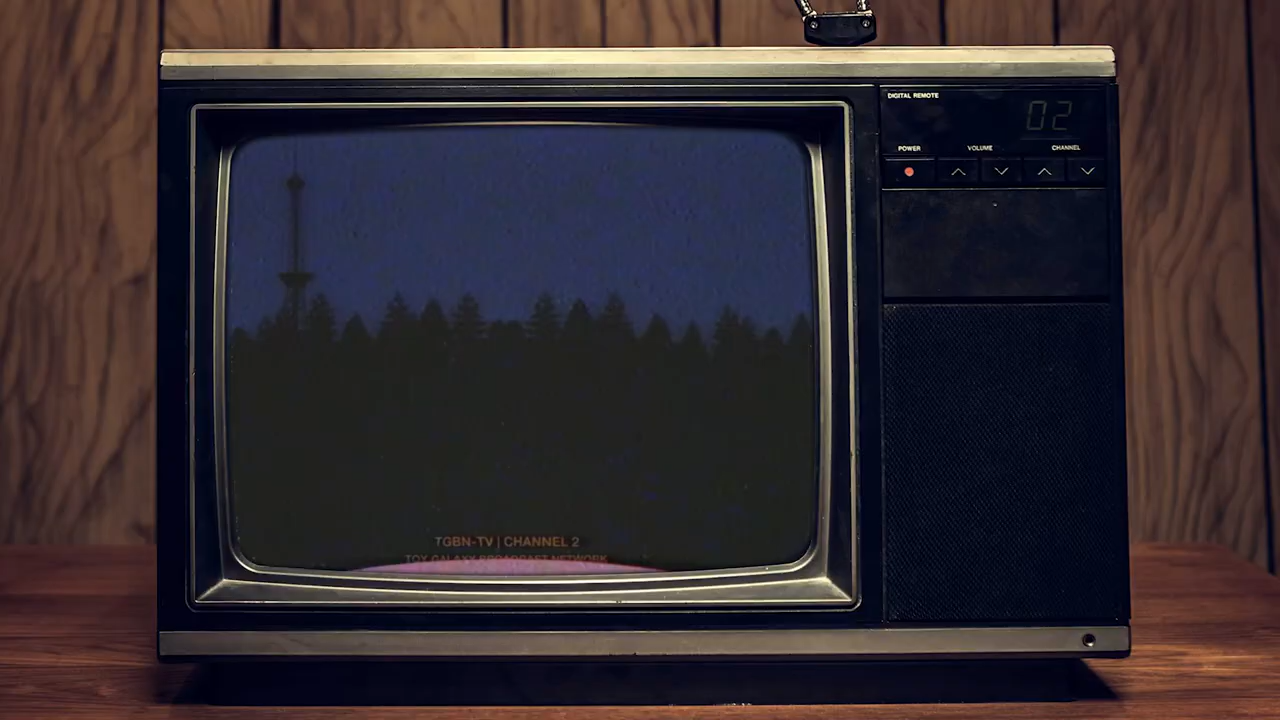 DIGITAL REMOTE
02
POWER VOLUME CHANNEL
TGBN-TV | CHANNEL 2
TOY GALAXY BROADCAST NETWORK